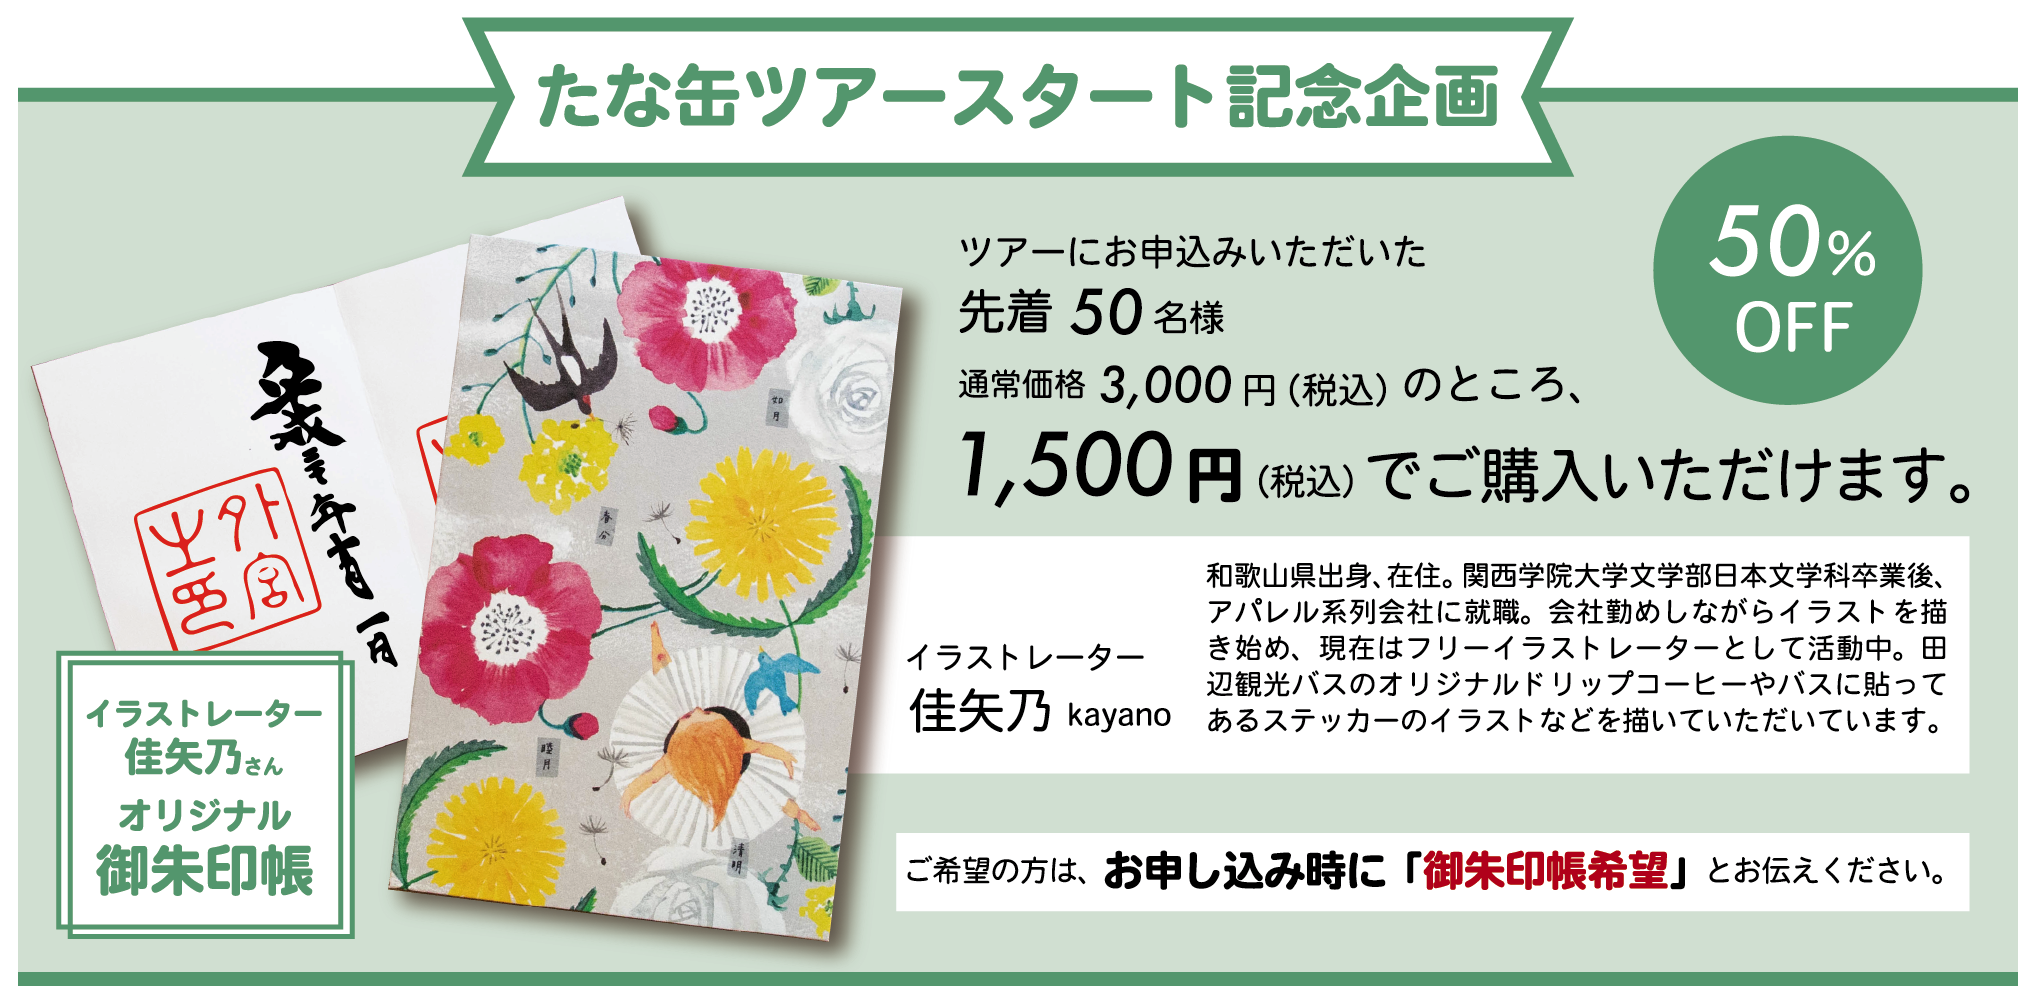 たな缶ツアースタート記念企画
50%
OFF
ツアーにお申込みいただいた
先着 50 名様
通常価格 3,000 円（税込）のところ、
1,500 円（税込）でご購入いただけます。
イラストレーター
佳矢乃 kayano
和歌山県出身、在住。関西学院大学文学部日本文学科卒業後、
アパレル系列会社に就職。会社勤めしながらイラストを描
き始め、現在はフリーイラストレーターとして活動中。田
辺観光バスのオリジナルドリップコーヒーやバスに貼って
あるステッカーのイラストなどを描いていただいています。
ご希望の方は、お申し込み時に「御朱印帳希望」とお伝えください。
イラストレーター
佳矢乃さん
オリジナル
御朱印帳
如月
春分
睦月
清明
外宮